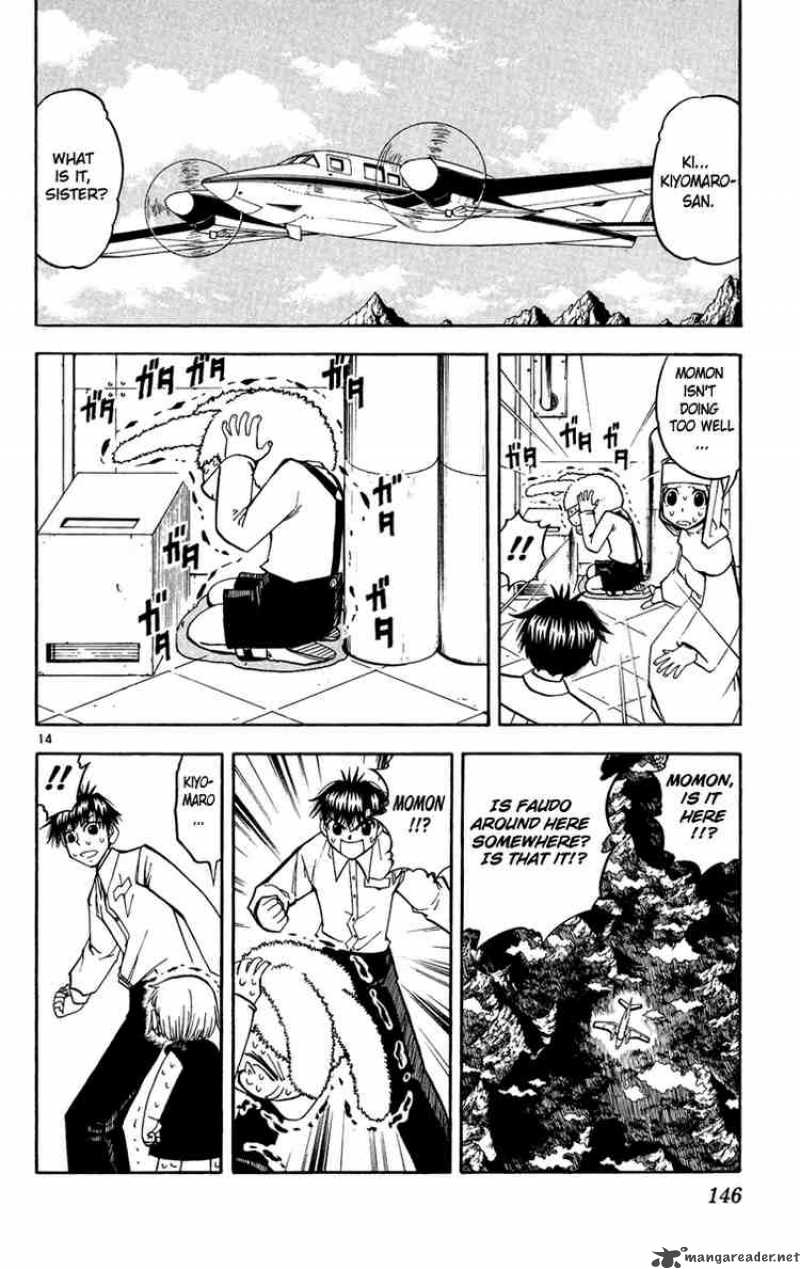 KI...
KIYOMARO-
SAN.
WHAT
IS IT,
SISTER?
MOMON
ISN'T
DOING
TOO WELL
...
ガタ
ガタ
ガタ
!!
ガタ
ガタ
ガタ
ガタ
ガタ
ガタ
ガタ
ガタ
14
MOMON,
IS IT
HERE
!!?
IS FAUDO
AROUND HERE
SOMEWHERE?
IS THAT IT!?
MOMON
!!?
KIYO-
MARO
...
!!
146
mangareader.net